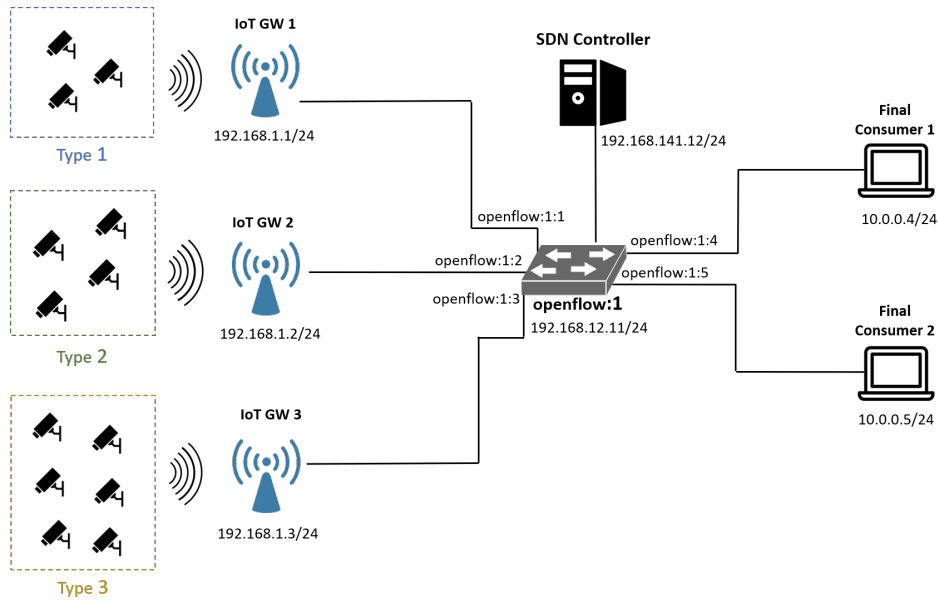 IoT GW 1
192.168.1.1/24
Type 1
SDN Controller
192.168.141.12/24
Final
Consumer 1
10.0.0.4/24
IoT GW 2
192.168.1.2/24
Type 2
openflow:1:1
openflow:1:2
openflow:1:3
openflow:1:4
openflow:1:5
openflow:1
192.168.12.11/24
Final
Consumer 2
10.0.0.5/24
IoT GW 3
192.168.1.3/24
Type 3